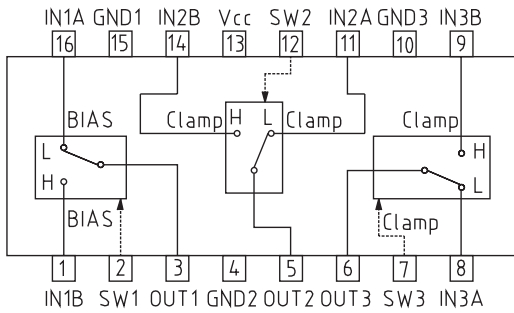 IN1A GND1 IN2B Vcc SW2 IN2A GND3 IN3B
16 15 14 13 12 11 10 9
BIAS Clamp H L Clamp Clamp
L H
H L
BIAS Clamp
1 2 3 4 5 6 7 8
IN1B SW1 OUT1 GND2 OUT2 OUT3 SW3 IN3A